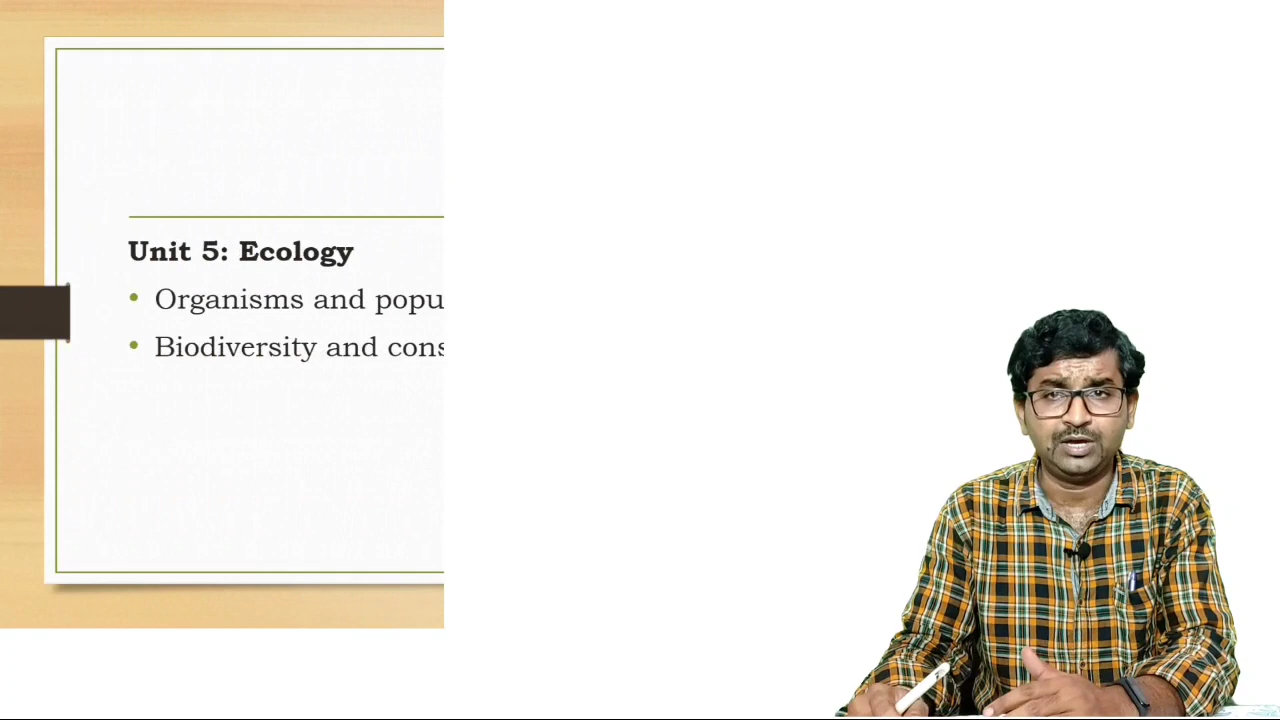 Unit 5: Ecology
• Organisms and popu
• Biodiversity and cons